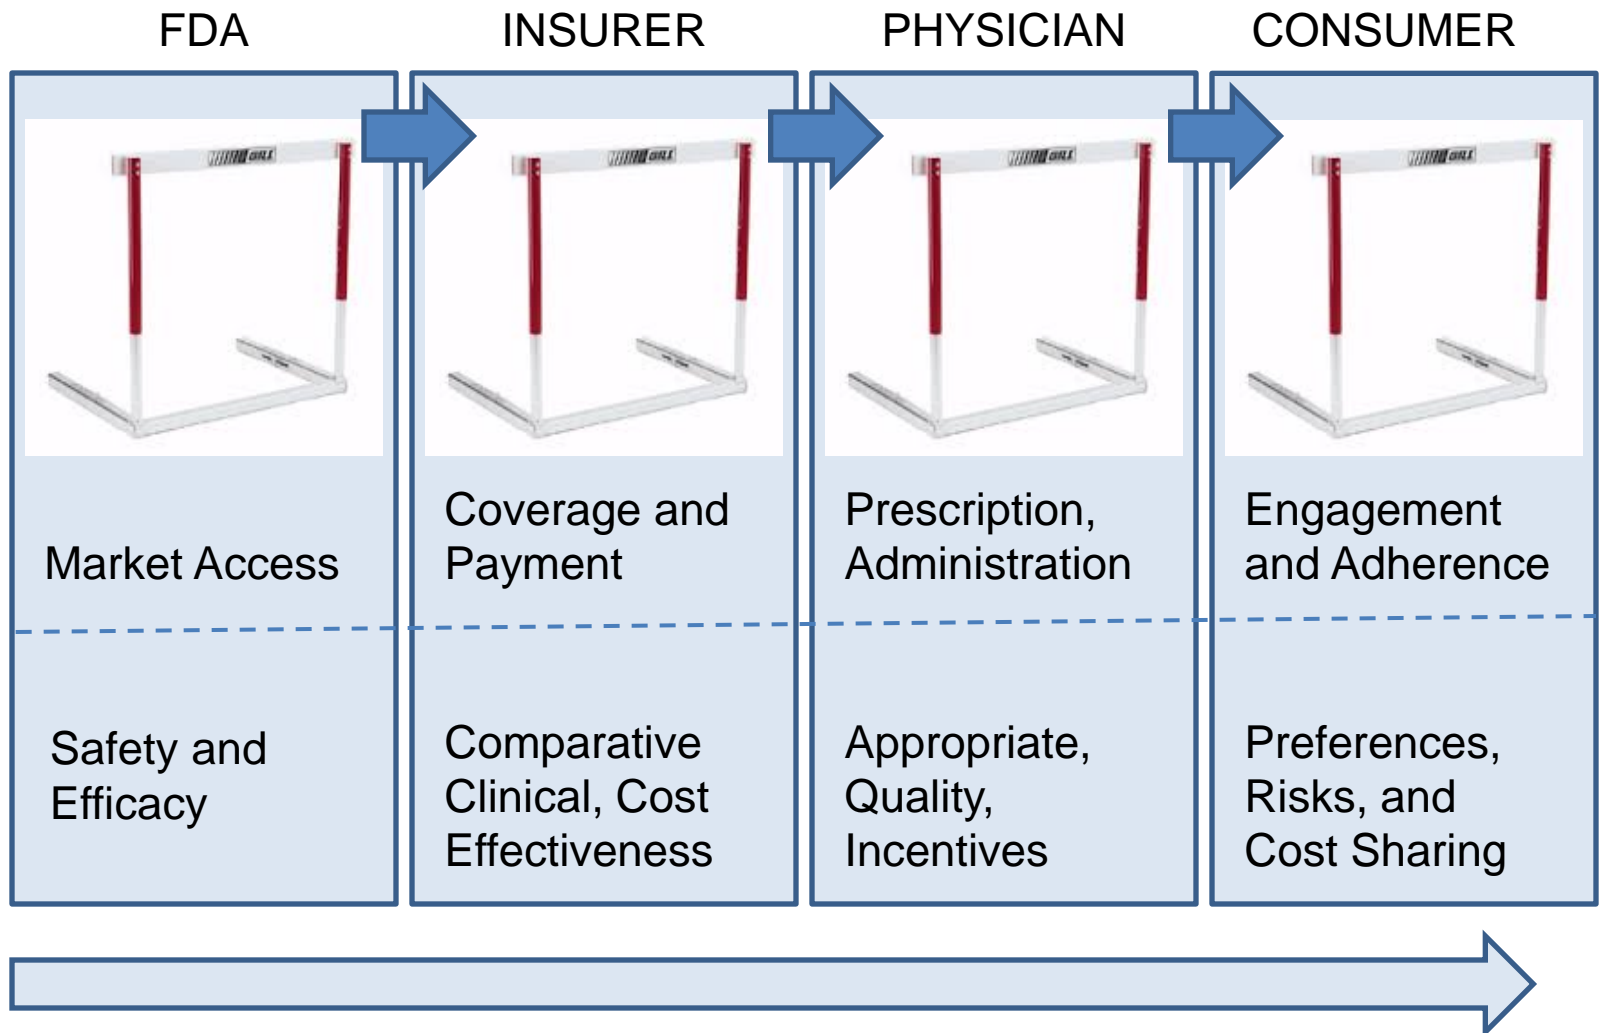 FDA
INSURER
PHYSICIAN
CONSUMER
Market Access
Coverage and
Payment
Prescription,
Administration
Engagement
and Adherence
Safety and
Efficacy
Comparative
Clinical, Cost
Effectiveness
Appropriate,
Quality,
Incentives
Preferences,
Risks, and
Cost Sharing